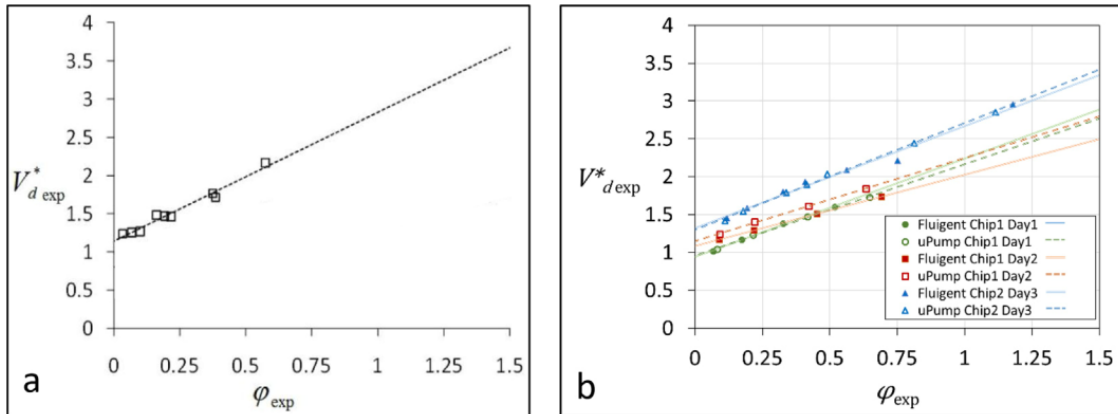 4
3.5
3
2.5
2
1.5
1
0.5
0
V*d exp
0 0.25 0.5 0.75 1 1.25 1.5
φexp
a
4
3.5
3
2.5
2
1.5
1
0.5
0
V*d exp
Fluigent Chip1 Day1
uPump Chip1 Day1
Fluigent Chip1 Day2
uPump Chip1 Day2
Fluigent Chip2 Day3
uPump Chip2 Day3
0 0.25 0.5 0.75 1 1.25 1.5
φexp
b